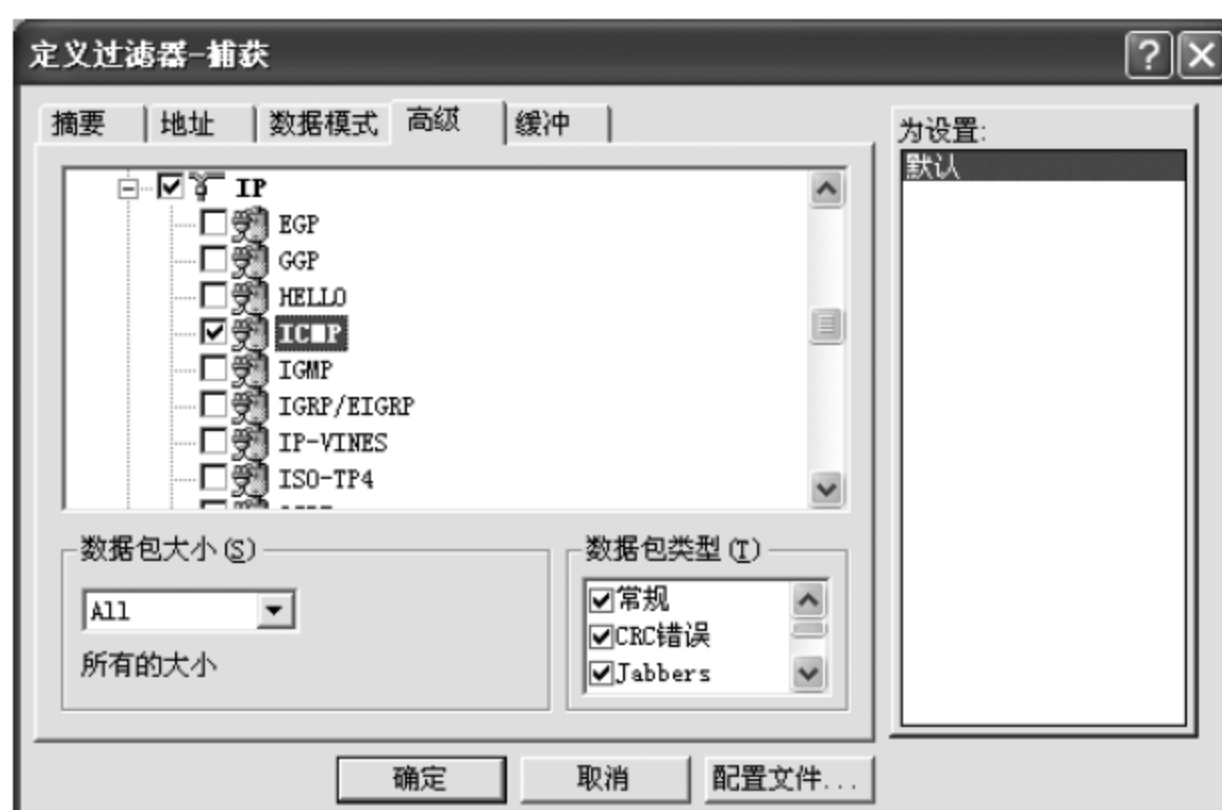 定义过滤器-捕获
摘要 地址 数据模式 高级 缓冲
为设置:
默认
IP
EGP
GGP
HELLO
ICMP
IGMP
IGRP/EIGRP
IP-VINES
ISO-TP4
数据包大小(S)
All
所有的大小
数据包类型(T)
常规
CRC错误
Jabbers
确定 取消 配置文件...